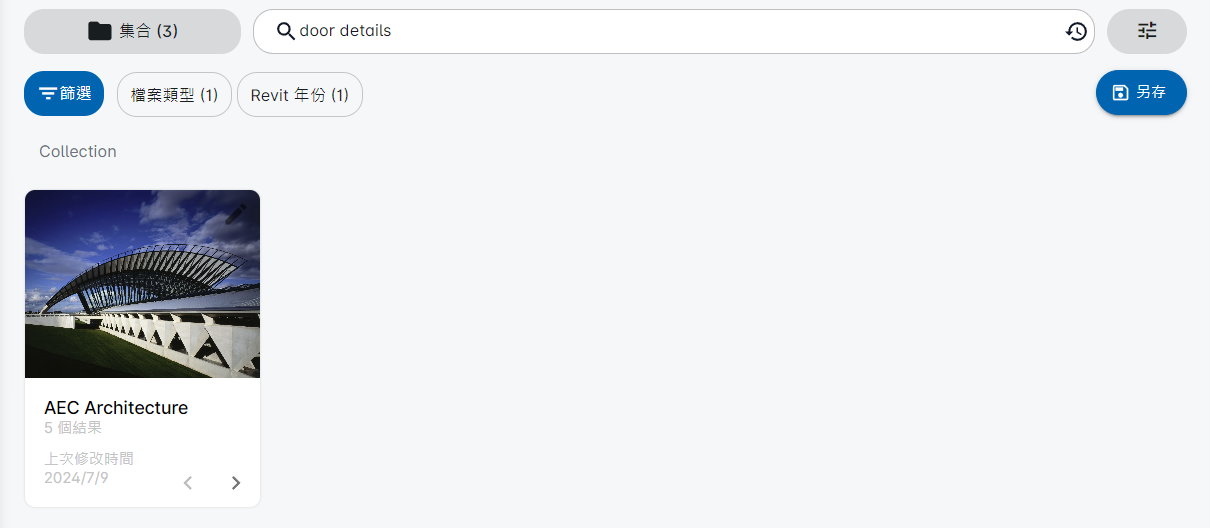 集合 (3)
door details
篩選
檔案類型 (1)
Revit 年份 (1)
另存
Collection
AEC Architecture
5 個結果
上次修改時間
2024/7/9